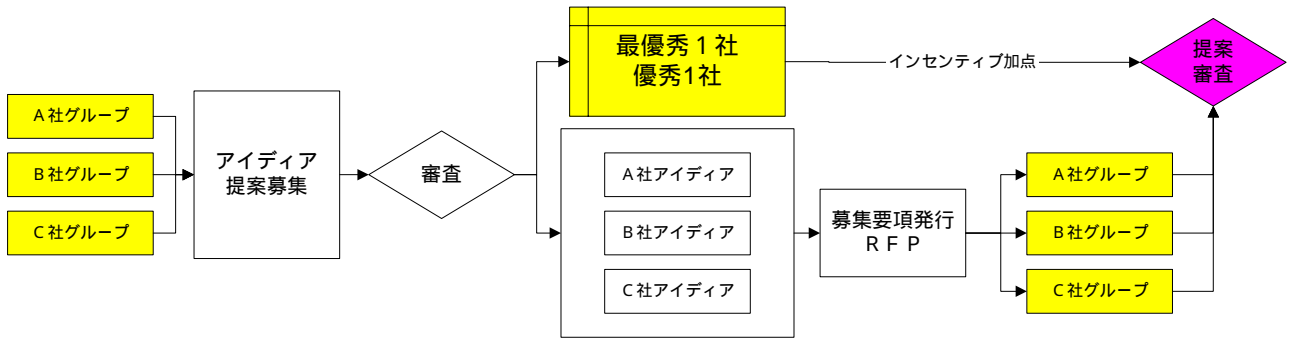 A社グループ
B社グループ
C社グループ
アイディア
提案募集
審査
最優秀１社
優秀1社
A社アイディア
B社アイディア
C社アイディア
募集要項発行
ＲＦＰ
インセンティブ加点
A社グループ
B社グループ
C社グループ
提案
審査